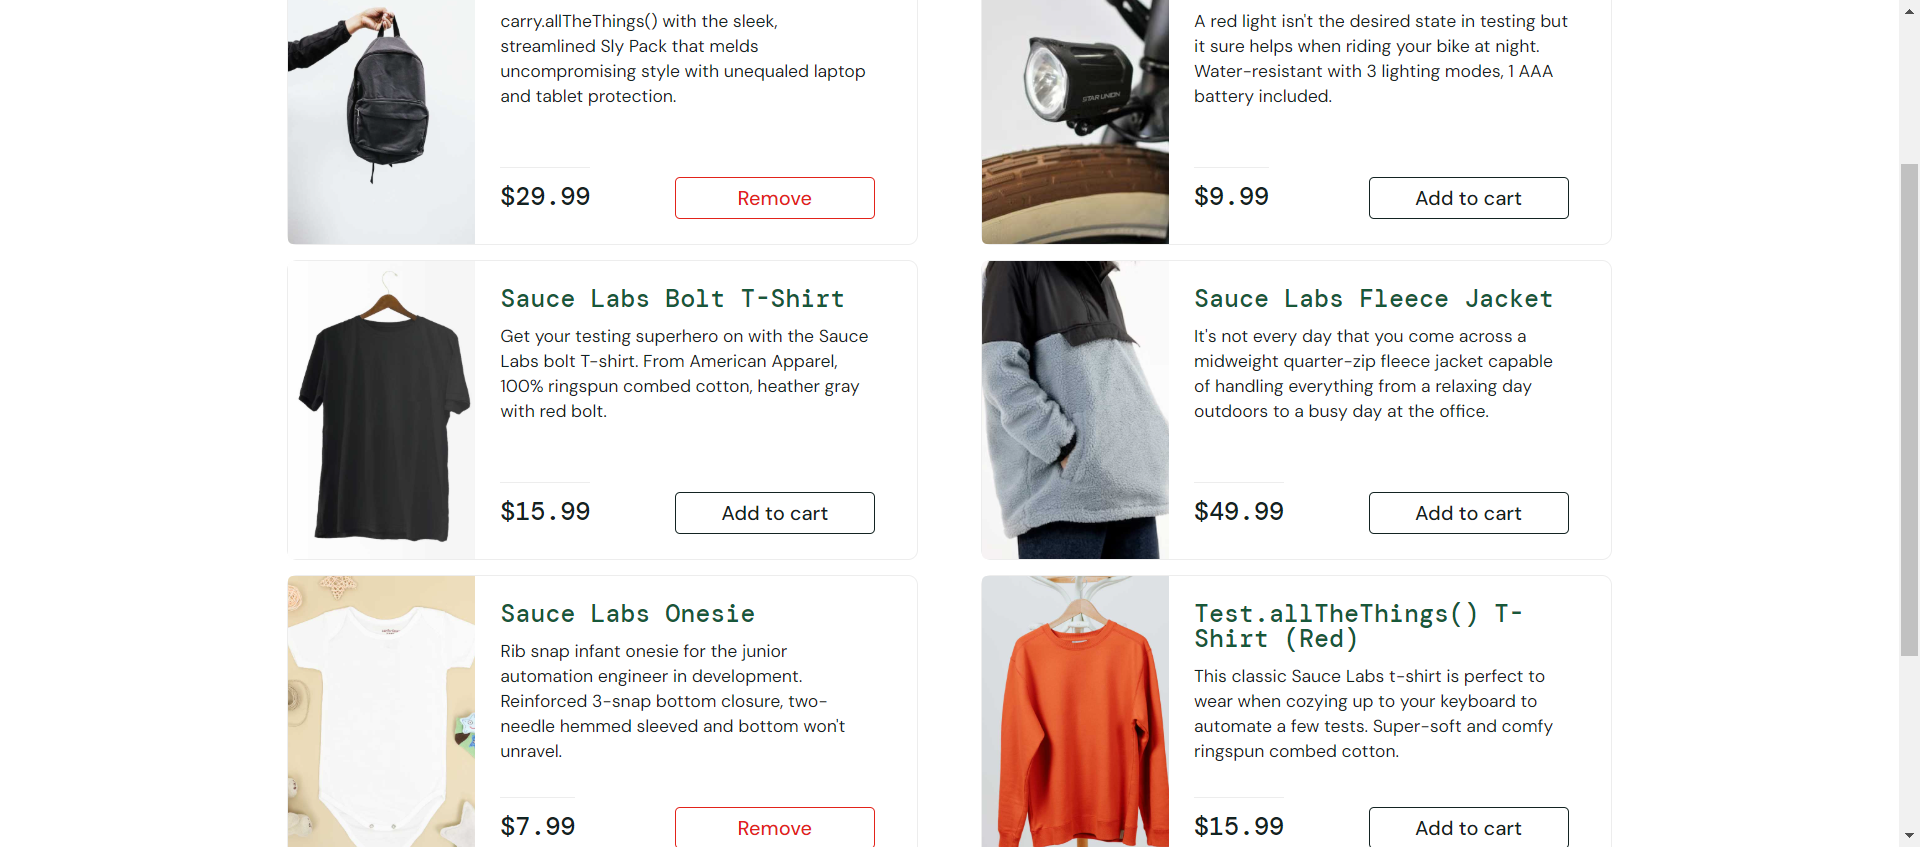 carry.allTheThings() with the sleek,
streamlined Sly Pack that melds
uncompromising style with unequaled laptop
and tablet protection.
$29.99
Remove
A red light isn't the desired state in testing but
it sure helps when riding your bike at night.
Water-resistant with 3 lighting modes, 1 AAA
battery included.
STAR UNION
$9.99
Add to cart
Sauce Labs Bolt T-Shirt
Get your testing superhero on with the Sauce
Labs bolt T-shirt. From American Apparel,
100% ringspun combed cotton, heather gray
with red bolt.
$15.99
Add to cart
Sauce Labs Fleece Jacket
It's not every day that you come across a
midweight quarter-zip fleece jacket capable
of handling everything from a relaxing day
outdoors to a busy day at the office.
$49.99
Add to cart
Sauce Labs Onesie
Rib snap infant onesie for the junior
automation engineer in development.
Reinforced 3-snap bottom closure, two-
needle hemmed sleeved and bottom won't
unravel.
$7.99
Remove
Test.allTheThings() T-
Shirt (Red)
This classic Sauce Labs t-shirt is perfect to
wear when cozying up to your keyboard to
automate a few tests. Super-soft and comfy
ringspun combed cotton.
$15.99
Add to cart